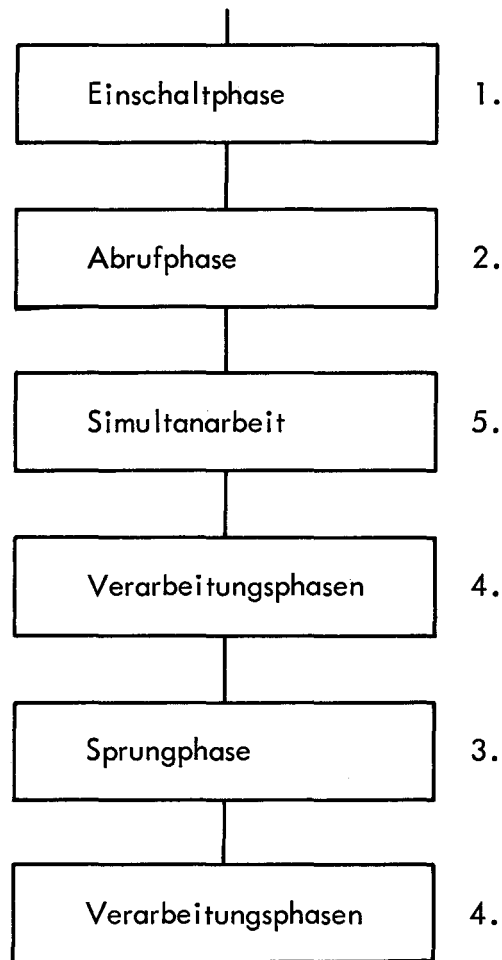 Einschaltphase 1.
Abrufphase 2.
Simultanarbeit 5.
Verarbeitungsphasen 4.
Sprungphase 3.
Verarbeitungsphasen 4.